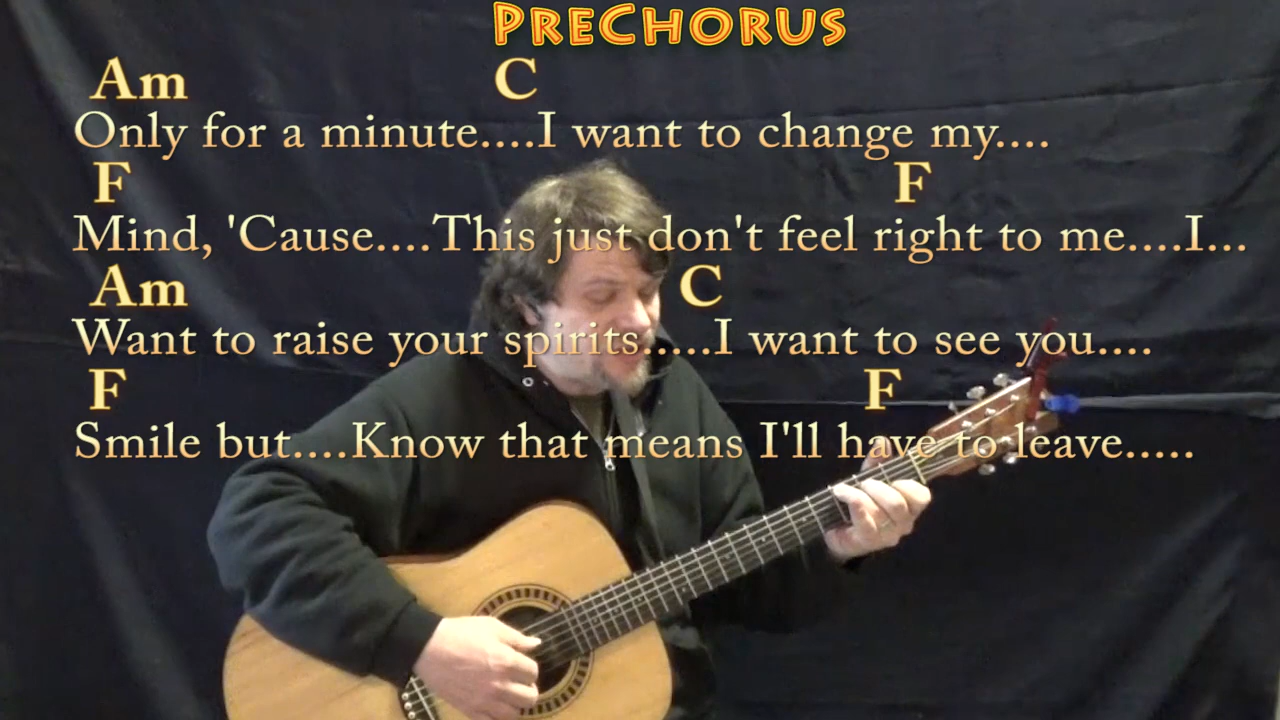 PreChorus
Am C
Only for a minute....I want to change my....
F F
Mind, 'Cause....This just don't feel right to me....I...
Am C
Want to raise your spirits.....I want to see you....
F F
Smile but....Know that means I'll have to leave.....